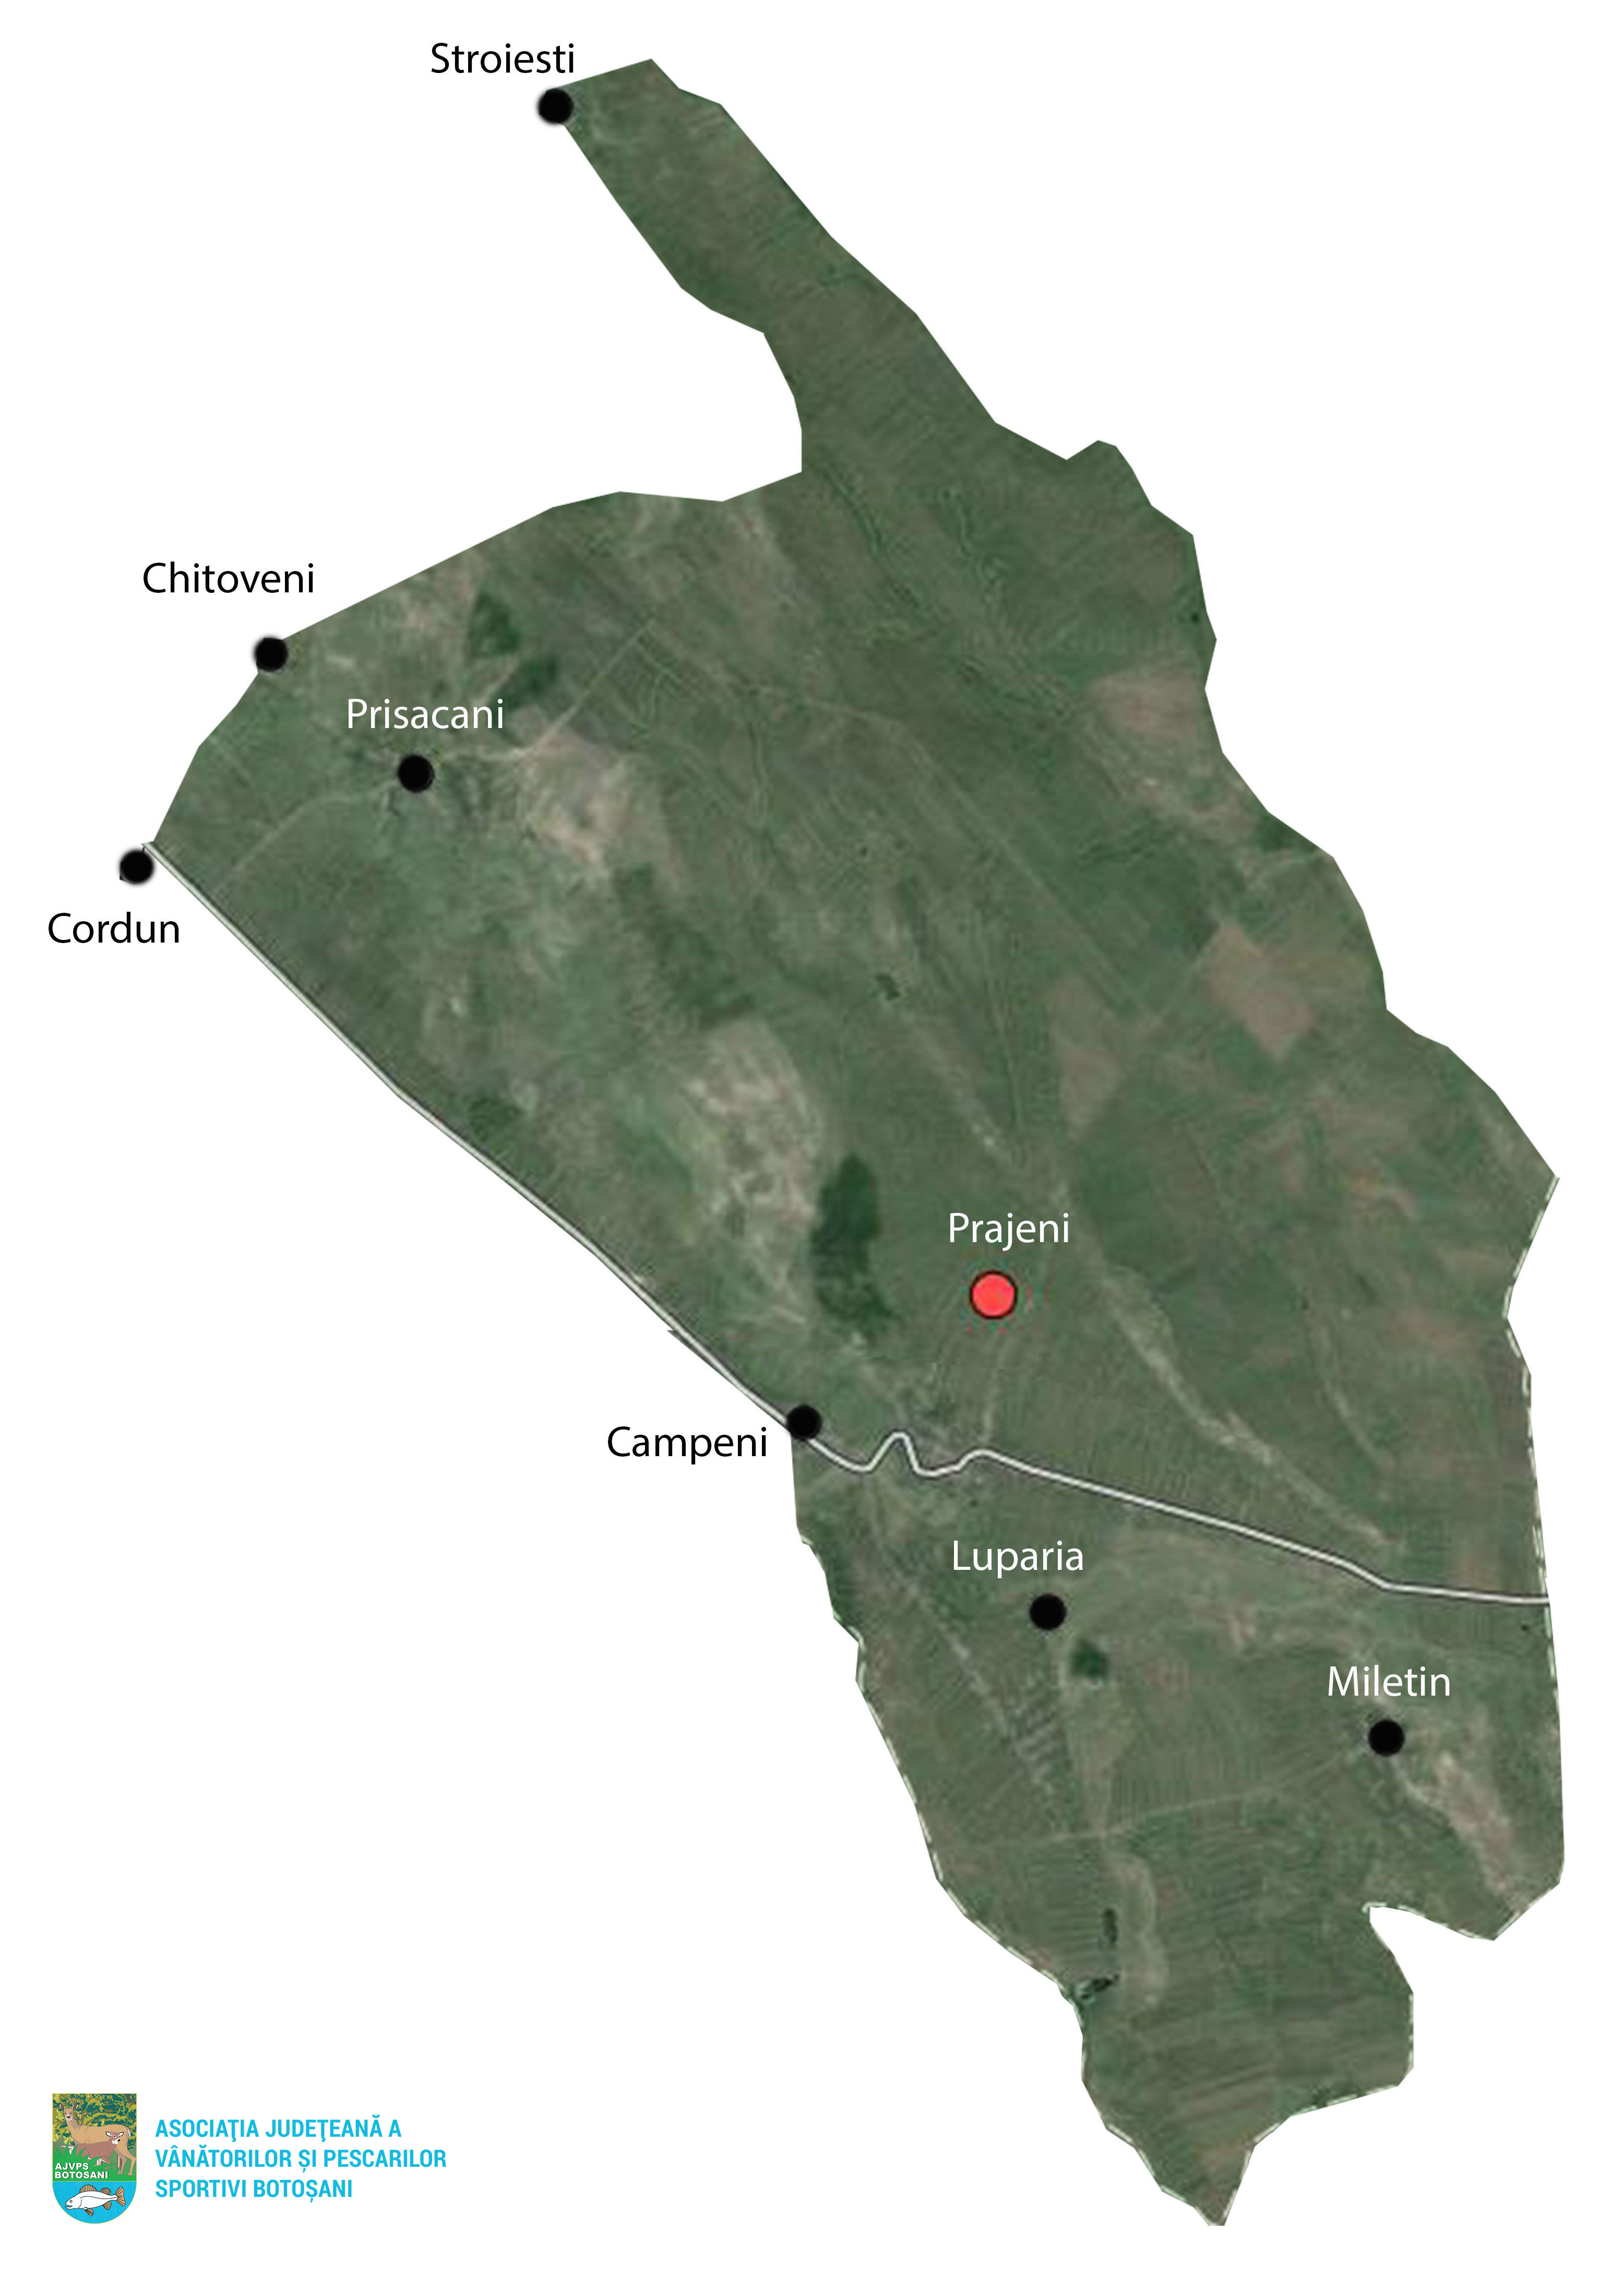 Stroiesti
Chitoveni
Prisacani
Cordun
Prajeni
Campeni
Luparia
Miletin
AJVPS
BOTOSANI
ASOCIAŢIA JUDEŢEANĂ A
VÂNĂTORILOR ȘI PESCARILOR
SPORTIVI BOTOȘANI